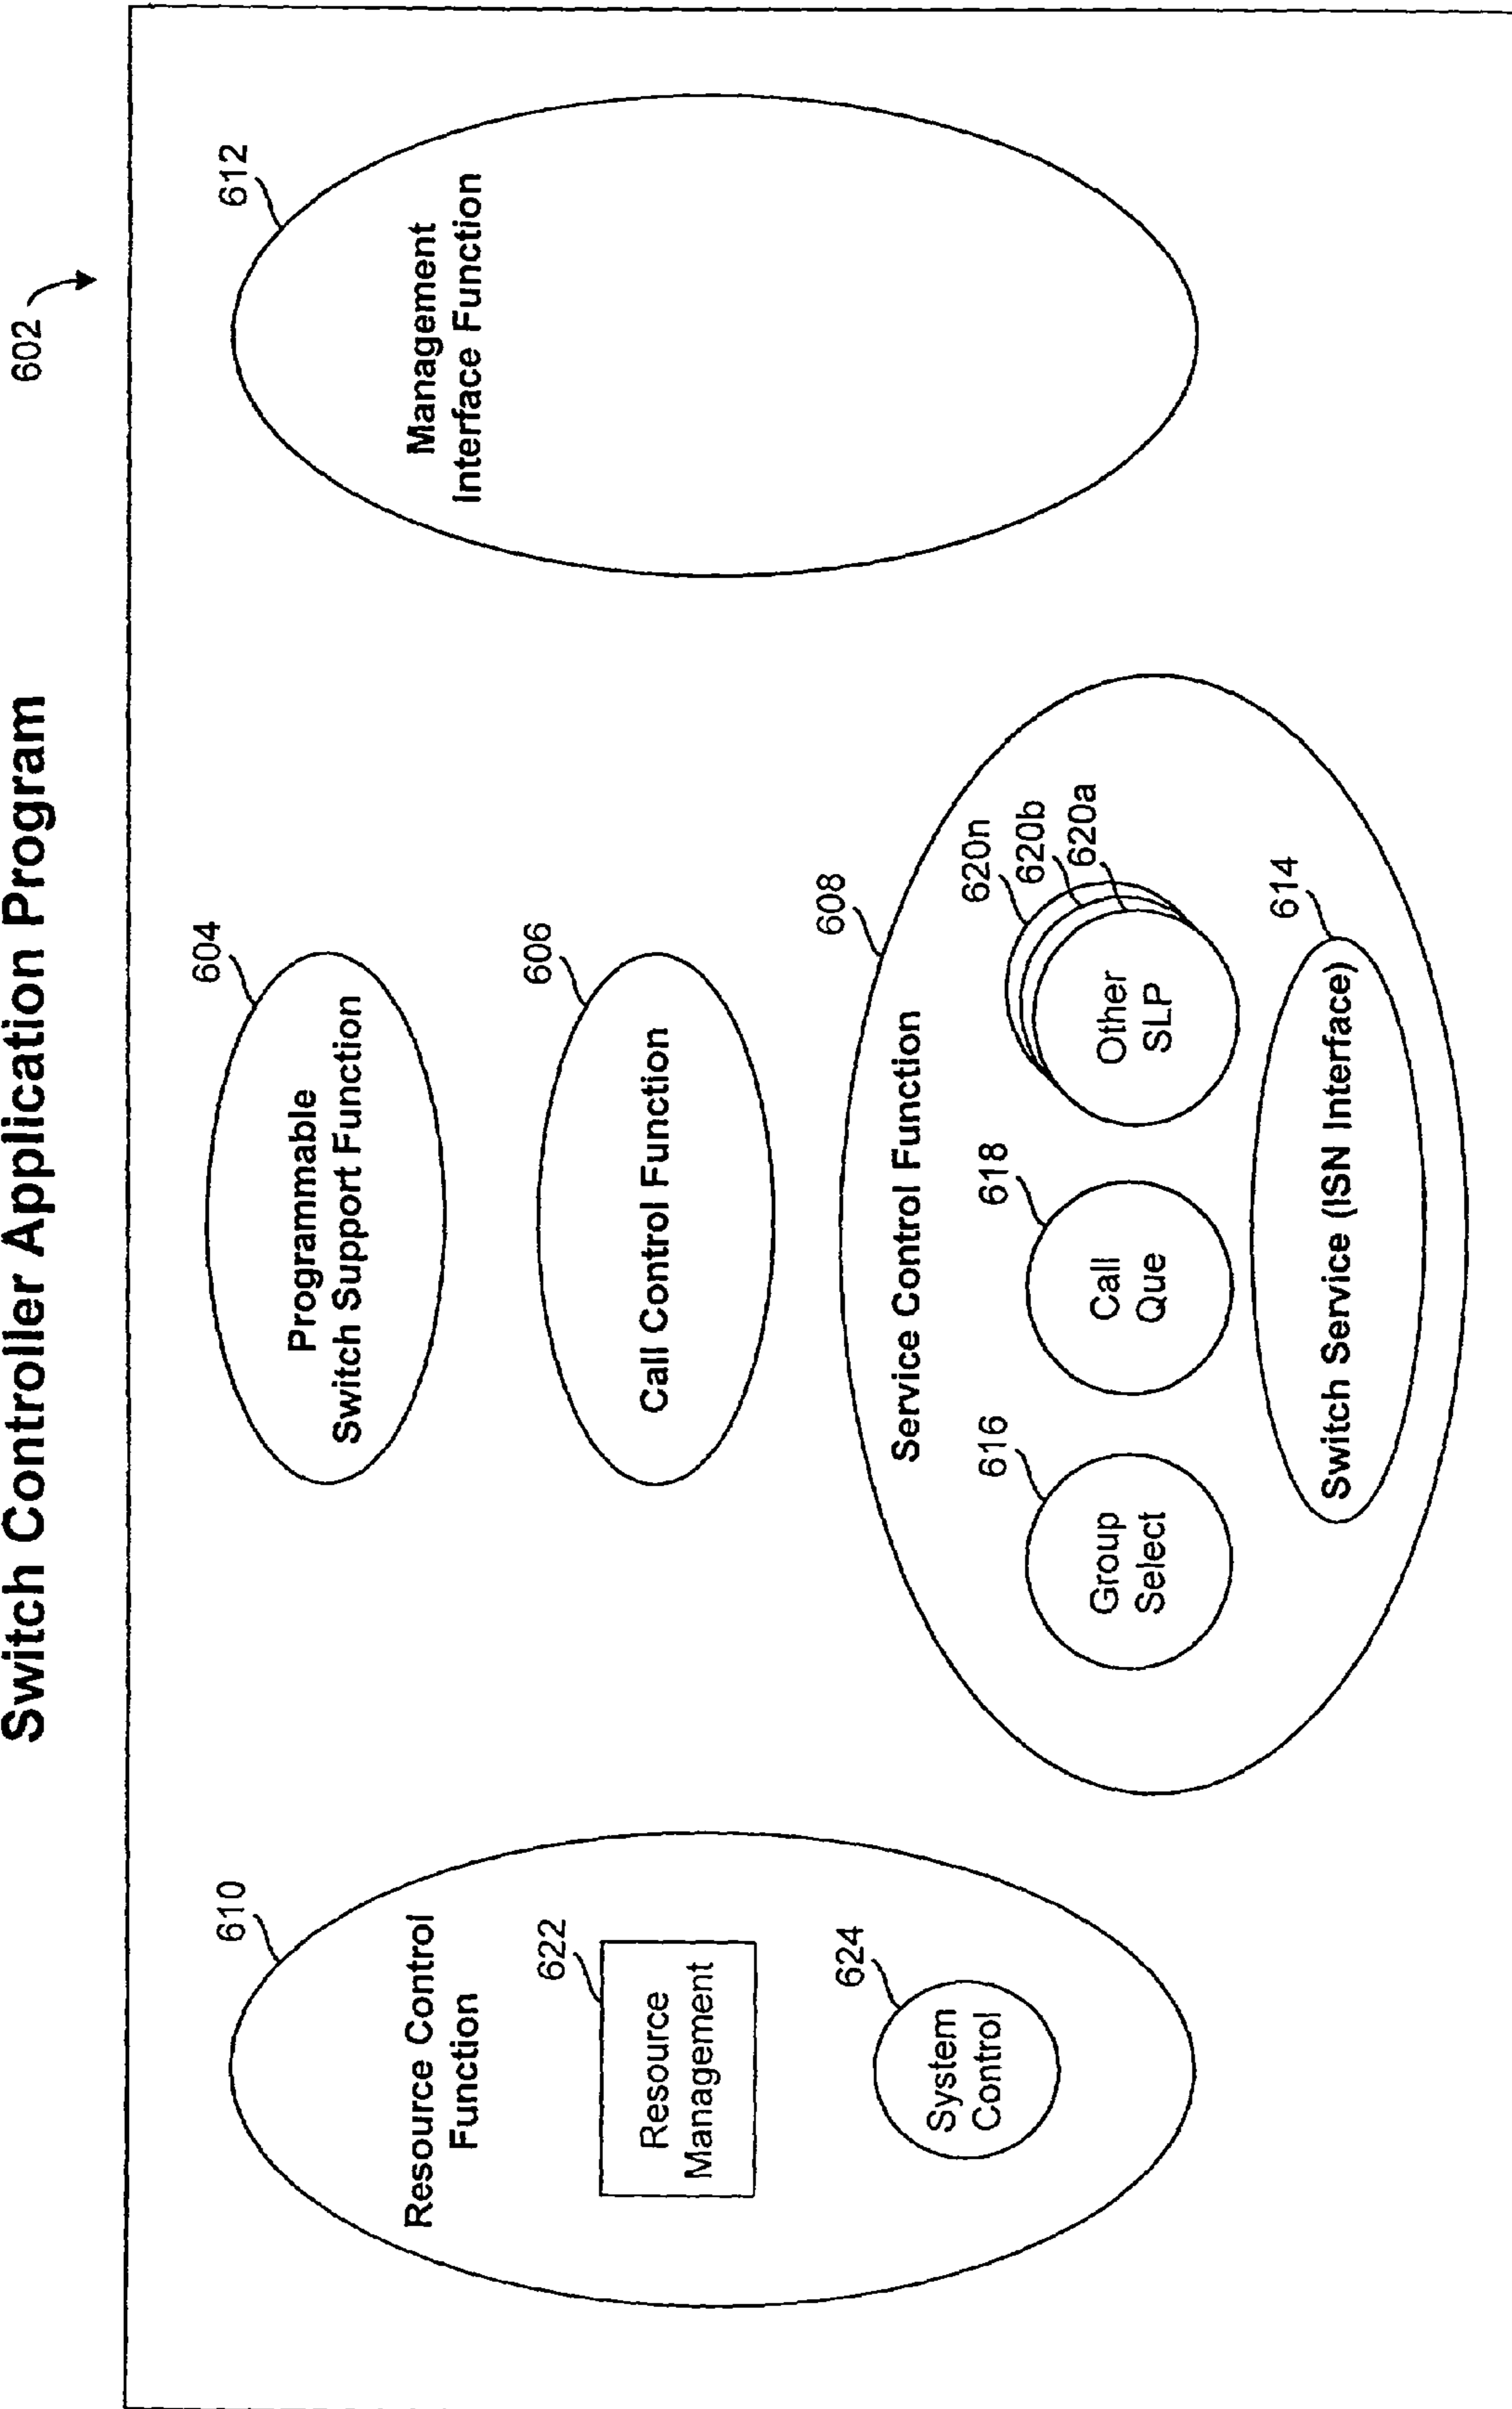 Switch Controller Application Program
602
610
Resource Control
Function
622
Resource
Management
624
System
Control
604
Programmable
Switch Support Function
606
Call Control Function
608
Service Control Function
616
Group
Select
618
Call
Que
620n
620b
620a
Other
SLP
614
Switch Service (ISN Interface)
612
Management
Interface Function